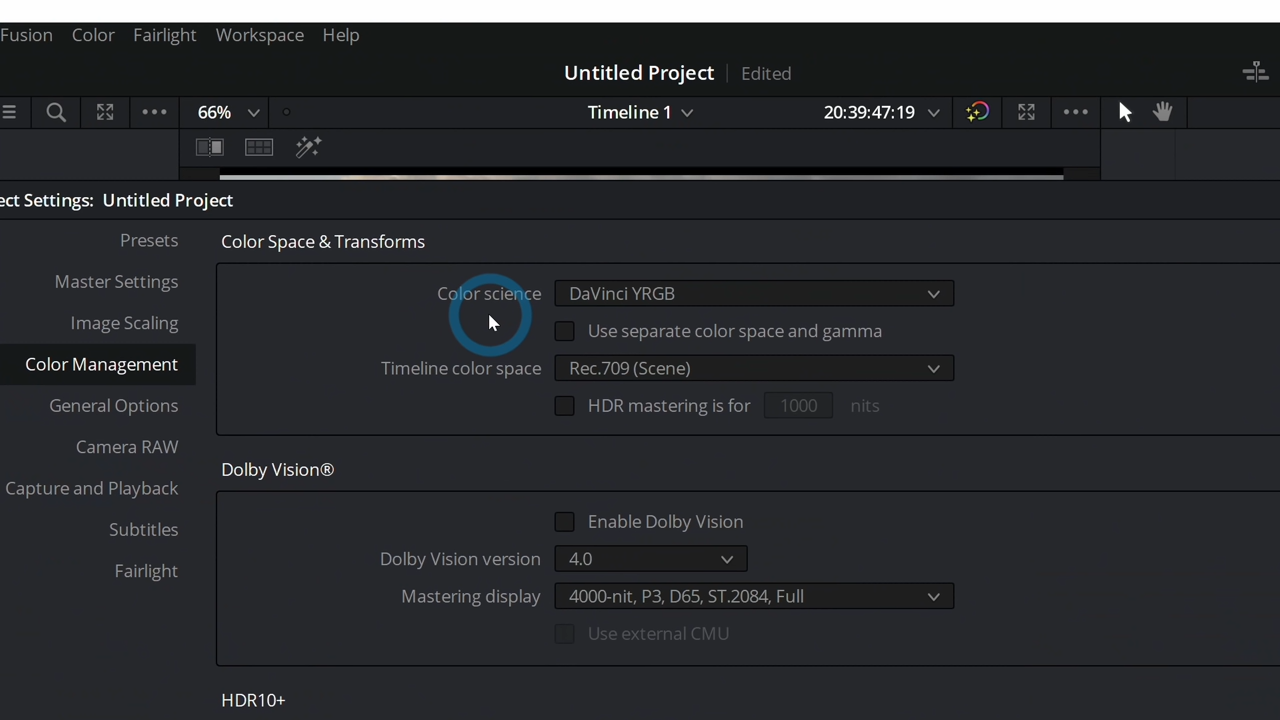 Fusion Color Fairlight Workspace Help
Untitled Project Edited
66% Timeline 1 20:39:47:19
ect Settings: Untitled Project
Presets
Master Settings
Image Scaling
Color Management
General Options
Camera RAW
Capture and Playback
Subtitles
Fairlight
Color Space & Transforms
Color science DaVinci YRGB
Use separate color space and gamma
Timeline color space Rec.709 (Scene)
HDR mastering is for 1000 nits
Dolby Vision®
Enable Dolby Vision
Dolby Vision version 4.0
Mastering display 4000-nit, P3, D65, ST.2084, Full
Use external CMU
HDR10+